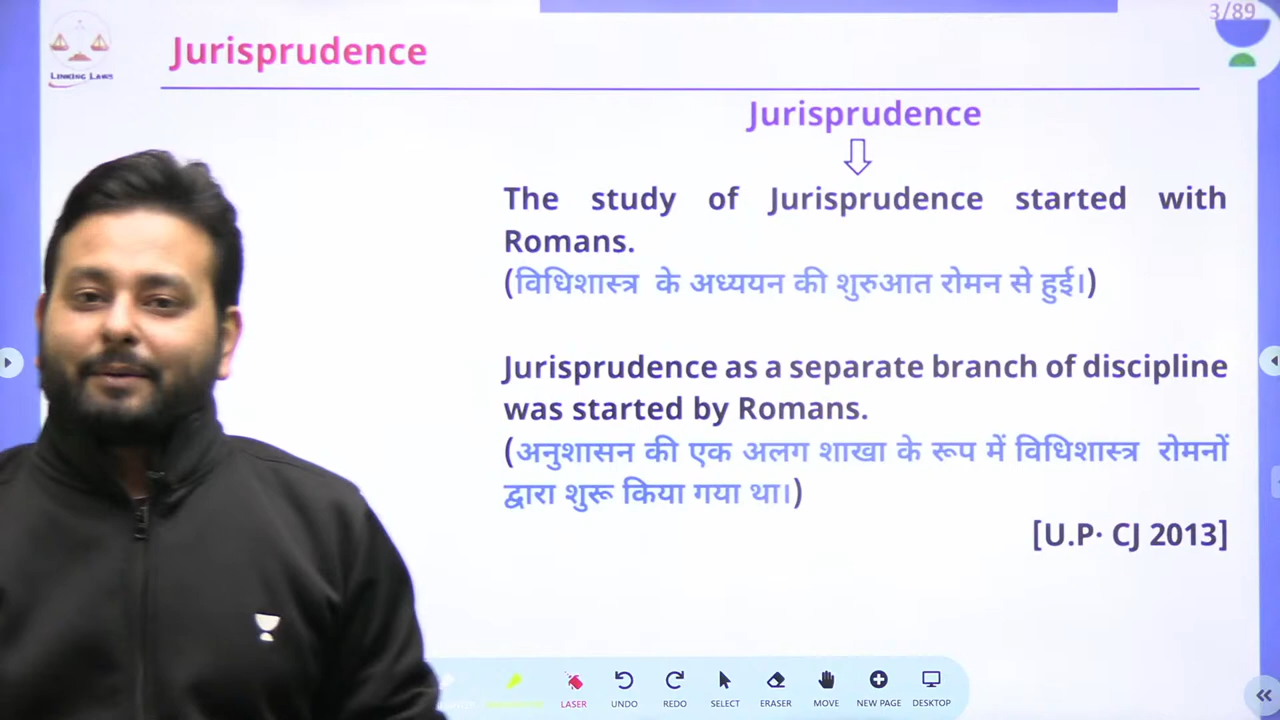 3/89
LINKING LAWS
Jurisprudence
Jurisprudence
The study of Jurisprudence started with
Romans.
(विधिशास्त्र के अध्ययन की शुरुआत रोमन से हुई।)
Jurisprudence as a separate branch of discipline
was started by Romans.
(अनुशासन की एक अलग शाखा के रूप में विधिशास्त्र रोमनों
द्वारा शुरू किया गया था।)
[U.P· CJ 2013]
LASER UNDO REDO SELECT ERASER MOVE NEW PAGE DESKTOP